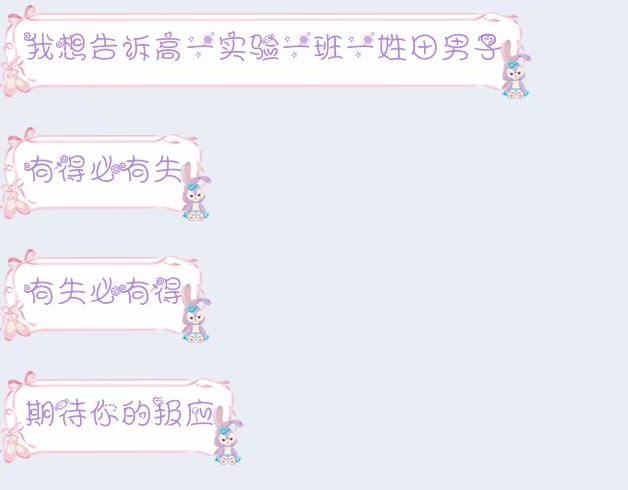 我想告诉高一实验一班一姓田男子
有得必有失
有失必有得
期待你的报应